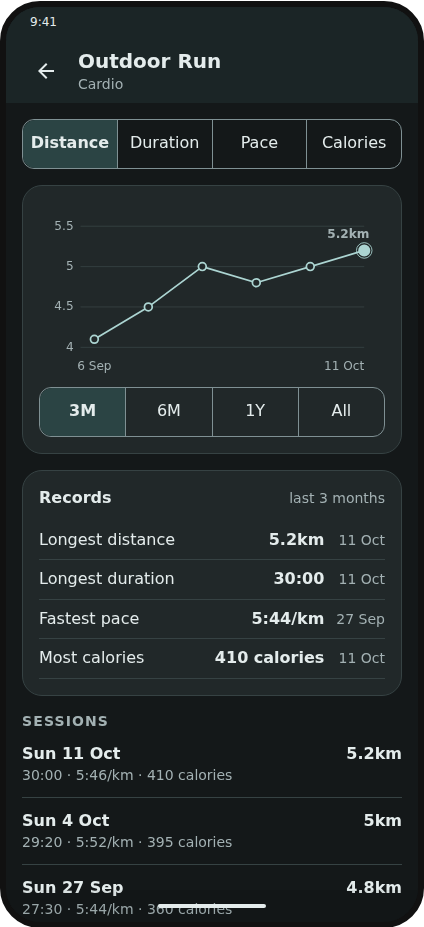 9:41
Outdoor Run
Cardio
Distance Duration Pace Calories
5.5
5.2km
5
4.5
4
6 Sep 11 Oct
3M 6M 1Y All
Records last 3 months
Longest distance 5.2km 11 Oct
Longest duration 30:00 11 Oct
Fastest pace 5:44/km 27 Sep
Most calories 410 calories 11 Oct
SESSIONS
Sun 11 Oct 5.2km
30:00 · 5:46/km · 410 calories
Sun 4 Oct 5km
29:20 · 5:52/km · 395 calories
Sun 27 Sep 4.8km
27:30 · 5:44/km · 360 calories